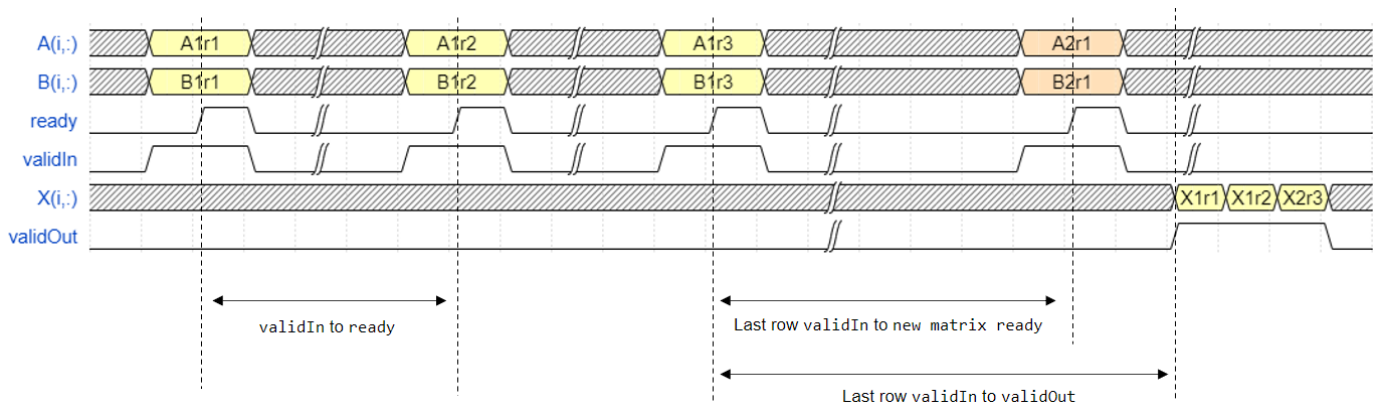 A(i,:) A1r1 A1r2 A1r3 A2r1
B(i,:) B1r1 B1r2 B1r3 B2r1
ready
validIn
X(i,:) X1r1 X1r2 X2r3
validOut
validIn to ready
Last row validIn to new matrix ready
Last row validIn to validOut